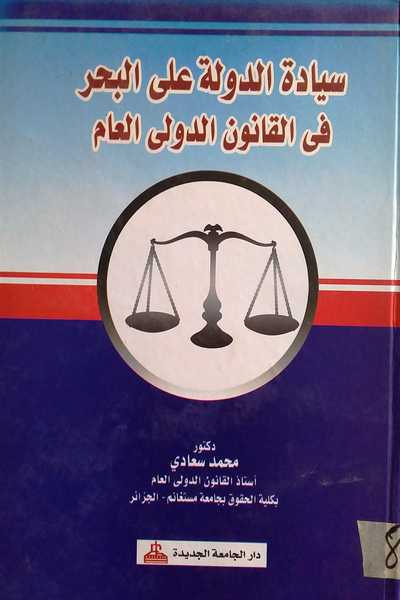 سيادة الدولة على البحر
فى القانون الدولى العام
دكتور
محمد سعادي
أستاذ القانون الدولى العام
بكلية الحقوق بجامعة مستغانم - الجزائر
دار الجامعة الجديدة